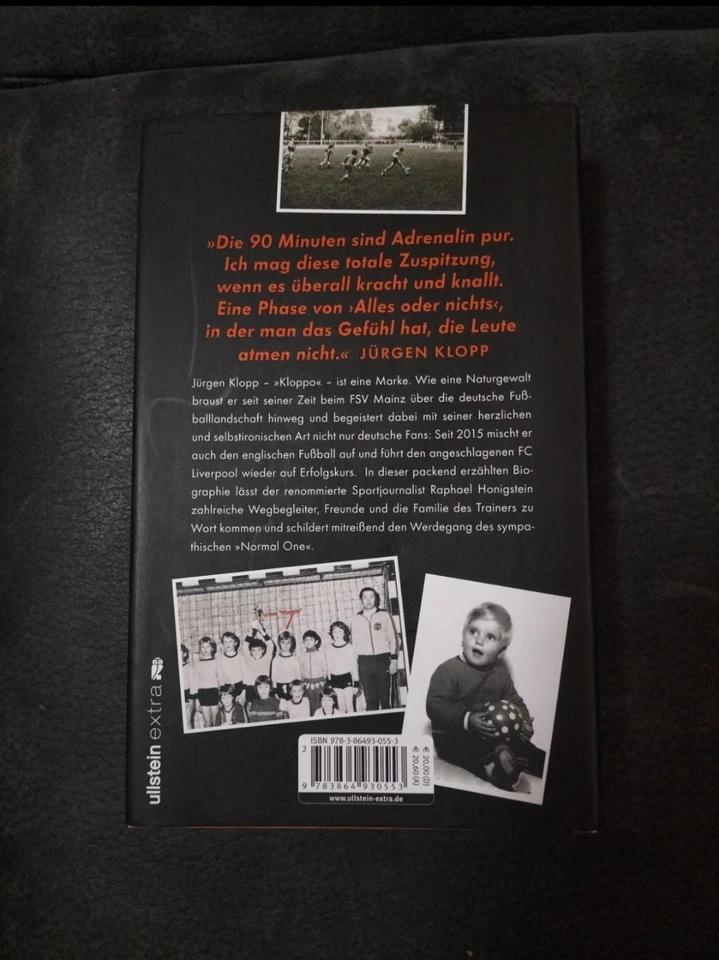 »Die 90 Minuten sind Adrenalin pur.
Ich mag diese totale Zuspitzung,
wenn es überall kracht und knallt.
Eine Phase von ›Alles oder nichts‹,
in der man das Gefühl hat, die Leute
atmen nicht.« JÜRGEN KLOPP
Jürgen Klopp – »Kloppo« – ist eine Marke. Wie eine Naturgewalt
braust er seit seiner Zeit beim FSV Mainz über die deutsche Fuß-
balllandschaft hinweg und begeistert dabei mit seiner herzlichen
und selbstironischen Art nicht nur deutsche Fans: Seit 2015 mischt er
auch den englischen Fußball auf und führt den angeschlagenen FC
Liverpool wieder auf Erfolgskurs. In dieser packend erzählten Bio-
graphie lässt der renommierte Sportjournalist Raphael Honigstein
zahlreiche Wegbegleiter, Freunde und die Familie des Trainers zu
Wort kommen und schildert mitreißend den Werdegang des sympa-
thischen »Normal One«.
ullstein extra
ISBN 978-3-86493-055-3
2
9 783864 930553
€ 20,00 (D)
€ 20,60 (A)
www.ullstein-extra.de